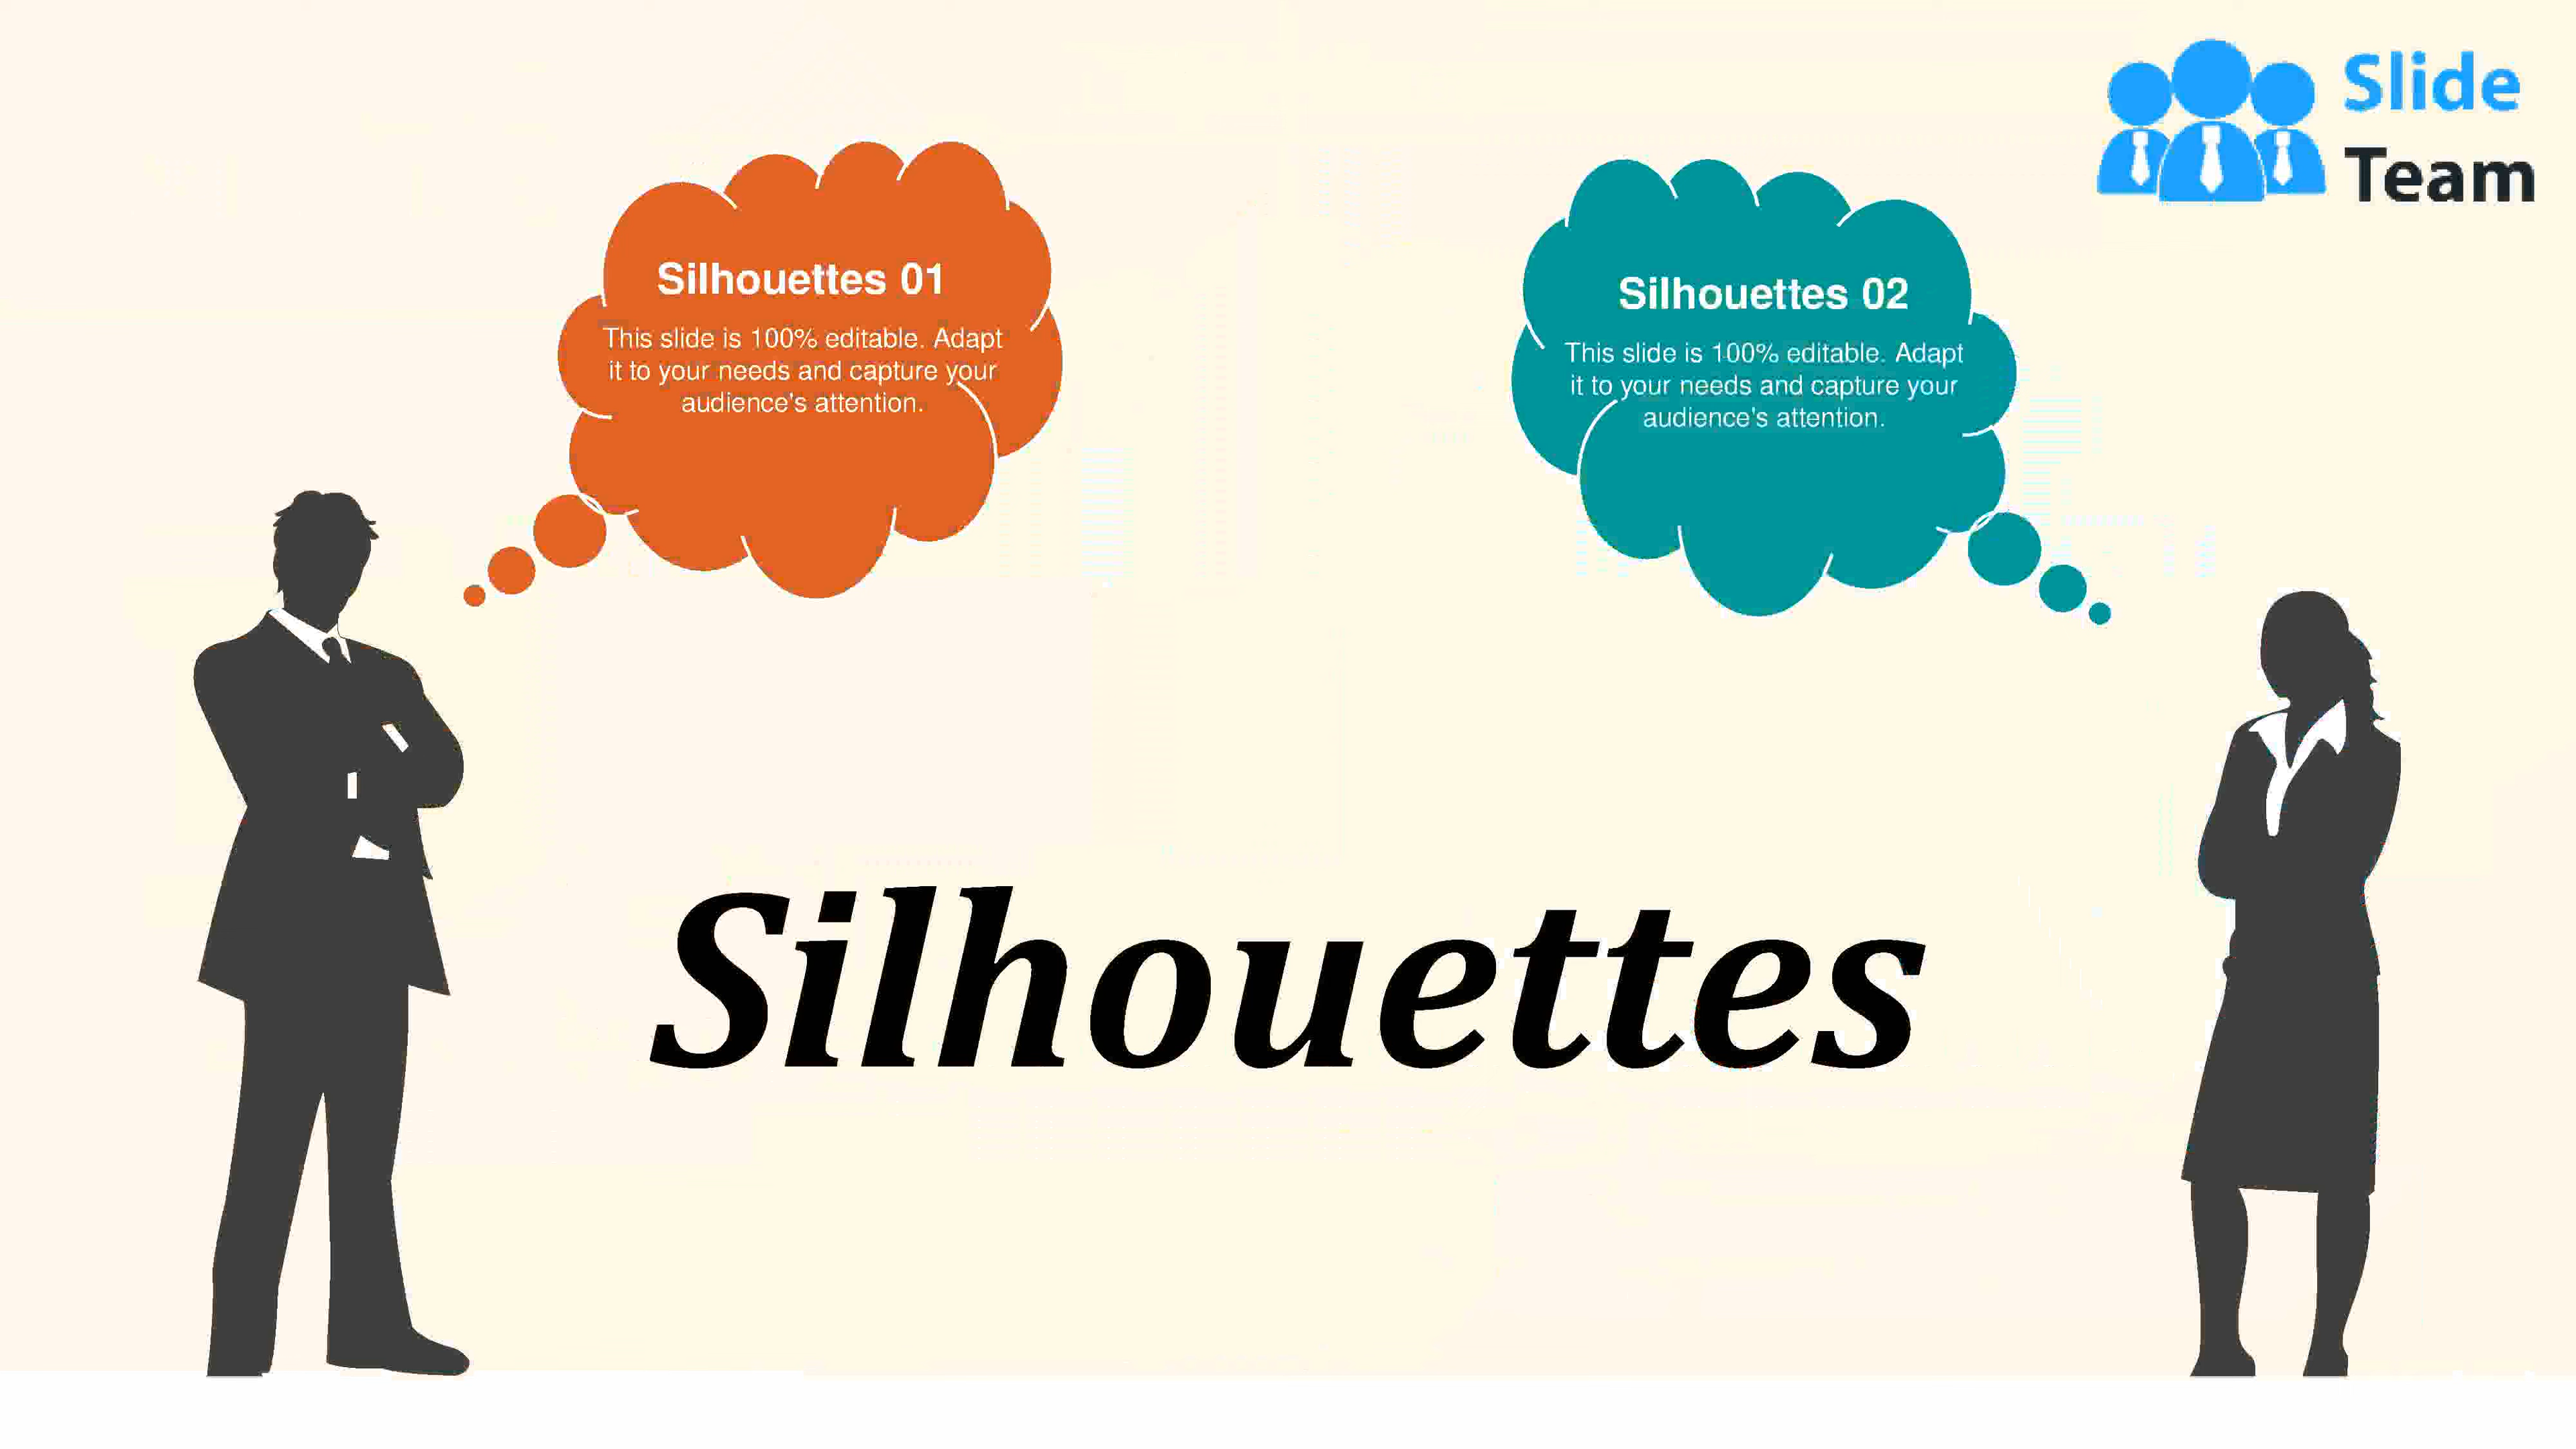 Slide
Team
Silhouettes 01
This slide is 100% editable. Adapt
it to your needs and capture your
audience's attention.
Silhouettes 02
This slide is 100% editable. Adapt
it to your needs and capture your
audience's attention.
Silhouettes